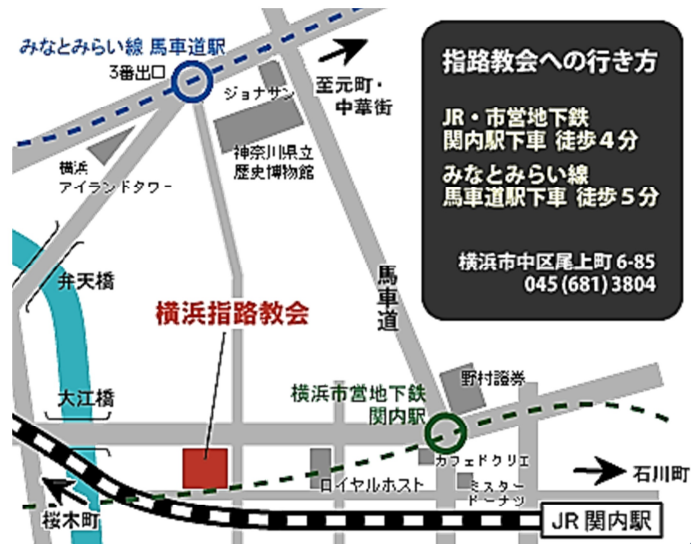 みなとみらい線 馬車道駅
3番出口
ジョナサン
至元町・
中華街
神奈川県立
歴史博物館
横浜
アイランドタワー
弁天橋
馬車道
横浜指路教会
大江橋
横浜市営地下鉄
関内駅
野村證券
カフェドクリエ
ロイヤルホスト
ミスター
ドーナツ
石川町
桜木町
JR 関内駅
指路教会への行き方
JR・市営地下鉄
関内駅下車 徒歩4分
みなとみらい線
馬車道駅下車 徒歩5分
横浜市中区尾上町 6-85
045 (681) 3804